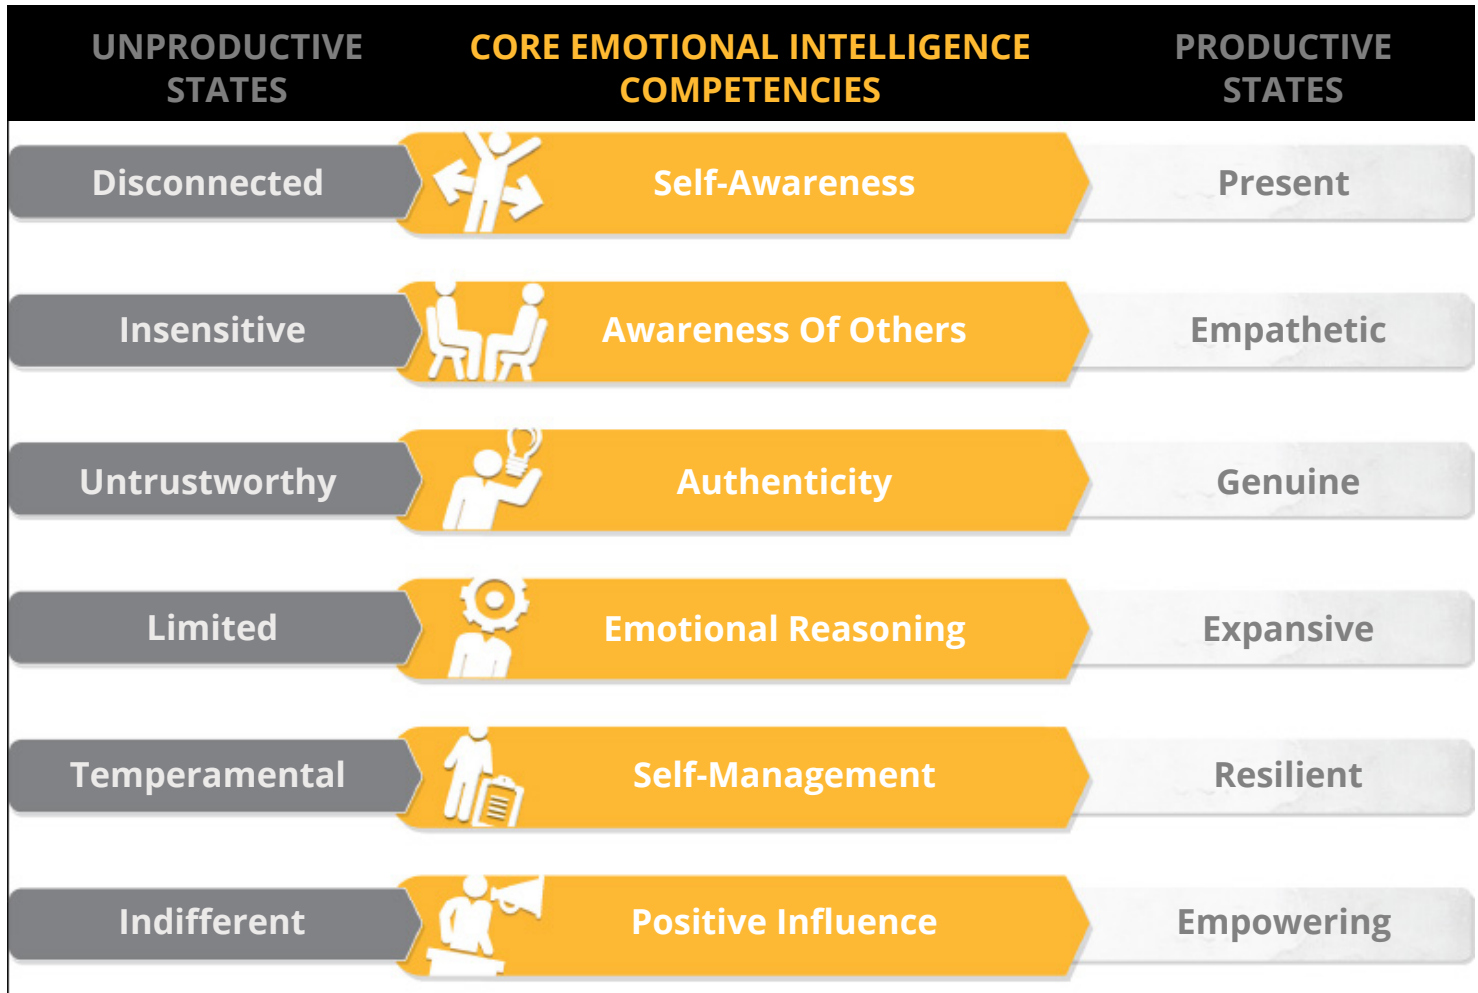 UNPRODUCTIVE
STATES
CORE EMOTIONAL INTELLIGENCE
COMPETENCIES
PRODUCTIVE
STATES
Disconnected
Self-Awareness
Present
Insensitive
Awareness Of Others
Empathetic
Untrustworthy
Authenticity
Genuine
Limited
Emotional Reasoning
Expansive
Temperamental
Self-Management
Resilient
Indifferent
Positive Influence
Empowering